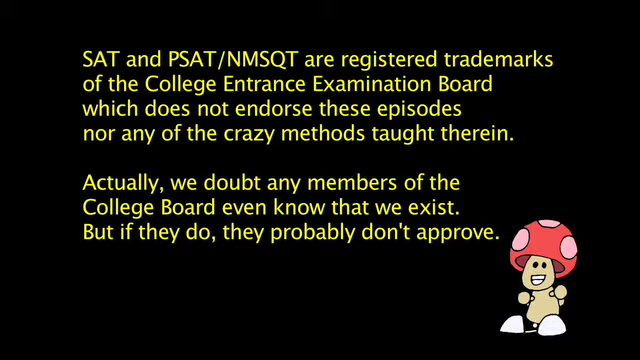 SAT and PSAT/NMSQT are registered trademarks
of the College Entrance Examination Board
which does not endorse these episodes
nor any of the crazy methods taught therein.
Actually, we doubt any members of the
College Board even know that we exist.
But if they do, they probably don't approve.